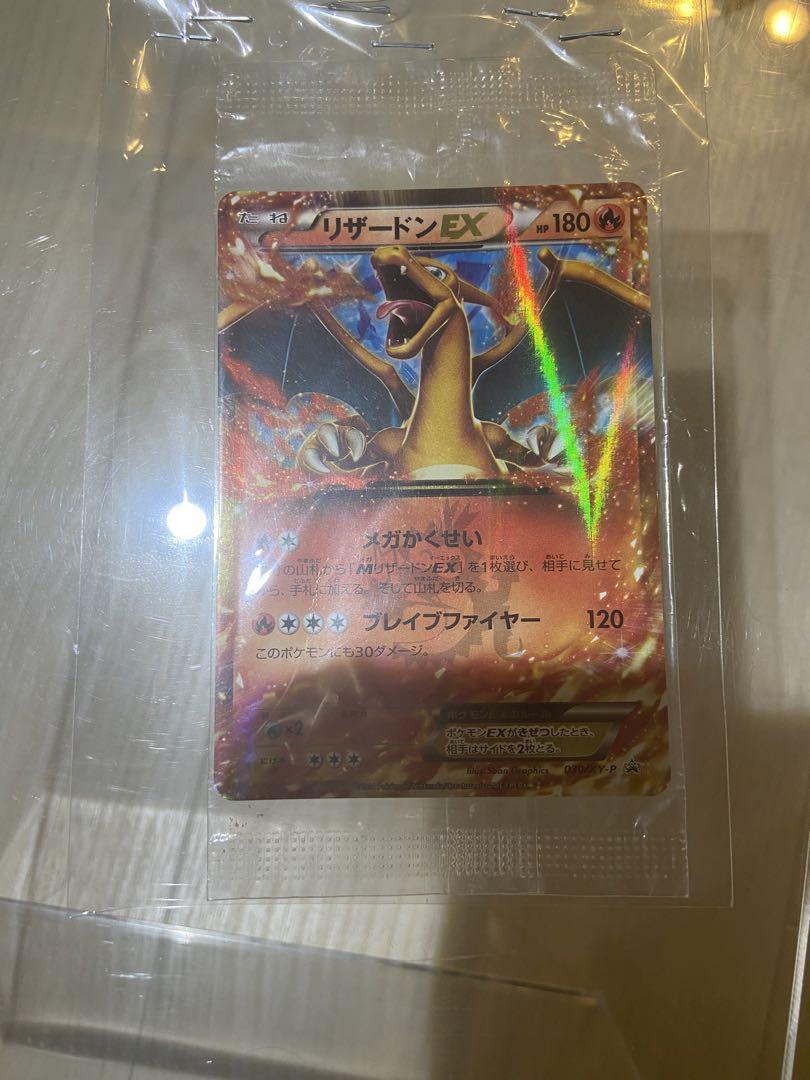 たね リザードンEX HP 180
メガかくせい
の山札から「MリザードンEX」を1枚選び、相手に見せて
から、手札に加える。そして山札を切る。
ブレイブファイヤー 120
このポケモンにも30ダメージ。
×2
ポケモンEXがきぜつしたとき、
相手はサイドを2枚とる。
にげる
Illus. 5ban Graphics 030/XY-P